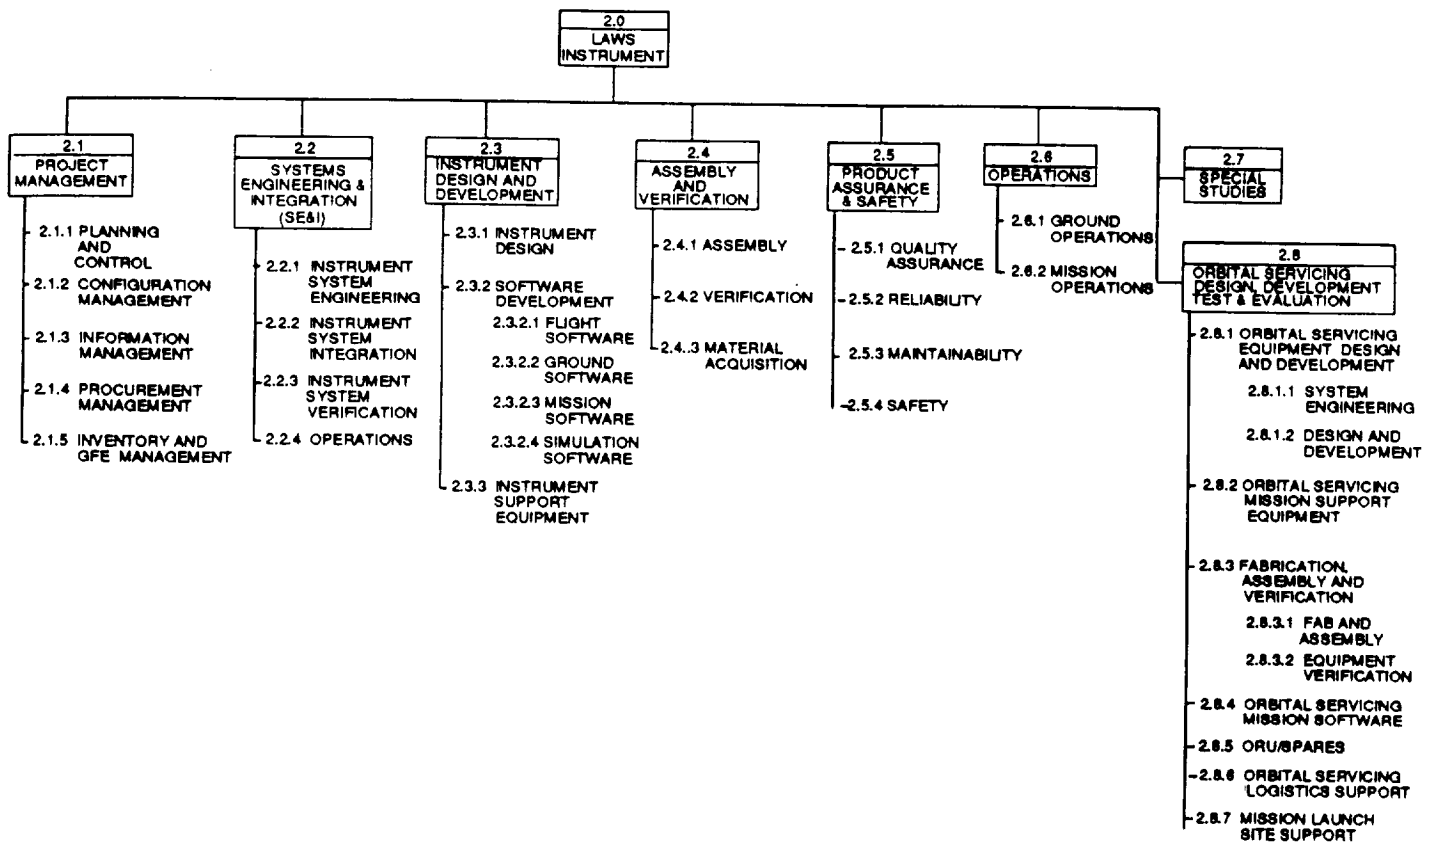 2.0
LAWS
INSTRUMENT
2.1
PROJECT
MANAGEMENT
2.1.1 PLANNING
AND
CONTROL
2.1.2 CONFIGURATION
MANAGEMENT
2.1.3 INFORMATION
MANAGEMENT
2.1.4 PROCUREMENT
MANAGEMENT
2.1.5 INVENTORY AND
GFE MANAGEMENT
2.2
SYSTEMS
ENGINEERING &
INTEGRATION
(SE&I)
2.2.1 INSTRUMENT
SYSTEM
ENGINEERING
2.2.2 INSTRUMENT
SYSTEM
INTEGRATION
2.2.3 INSTRUMENT
SYSTEM
VERIFICATION
2.2.4 OPERATIONS
2.3
INSTRUMENT
DESIGN AND
DEVELOPMENT
2.3.1 INSTRUMENT
DESIGN
2.3.2 SOFTWARE
DEVELOPMENT
2.3.2.1 FLIGHT
SOFTWARE
2.3.2.2 GROUND
SOFTWARE
2.3.2.3 MISSION
SOFTWARE
2.3.2.4 SIMULATION
SOFTWARE
2.3.3 INSTRUMENT
SUPPORT
EQUIPMENT
2.4
ASSEMBLY
AND
VERIFICATION
2.4.1 ASSEMBLY
2.4.2 VERIFICATION
2.4..3 MATERIAL
ACQUISITION
2.5
PRODUCT
ASSURANCE
& SAFETY
2.5.1 QUALITY
ASSURANCE
2.5.2 RELIABILITY
2.5.3 MAINTAINABILITY
2.5.4 SAFETY
2.6
OPERATIONS
2.6.1 GROUND
OPERATIONS
2.6.2 MISSION
OPERATIONS
2.7
SPECIAL
STUDIES
2.8
ORBITAL SERVICING
DESIGN, DEVELOPMENT
TEST & EVALUATION
2.8.1 ORBITAL SERVICING
EQUIPMENT DESIGN
AND DEVELOPMENT
2.8.1.1 SYSTEM
ENGINEERING
2.8.1.2 DESIGN AND
DEVELOPMENT
2.8.2 ORBITAL SERVICING
MISSION SUPPORT
EQUIPMENT
2.8.3 FABRICATION,
ASSEMBLY AND
VERIFICATION
2.8.3.1 FAB AND
ASSEMBLY
2.8.3.2 EQUIPMENT
VERIFICATION
2.8.4 ORBITAL SERVICING
MISSION SOFTWARE
2.8.5 ORU/SPARES
2.8.6 ORBITAL SERVICING
LOGISTICS SUPPORT
2.8.7 MISSION LAUNCH
SITE SUPPORT